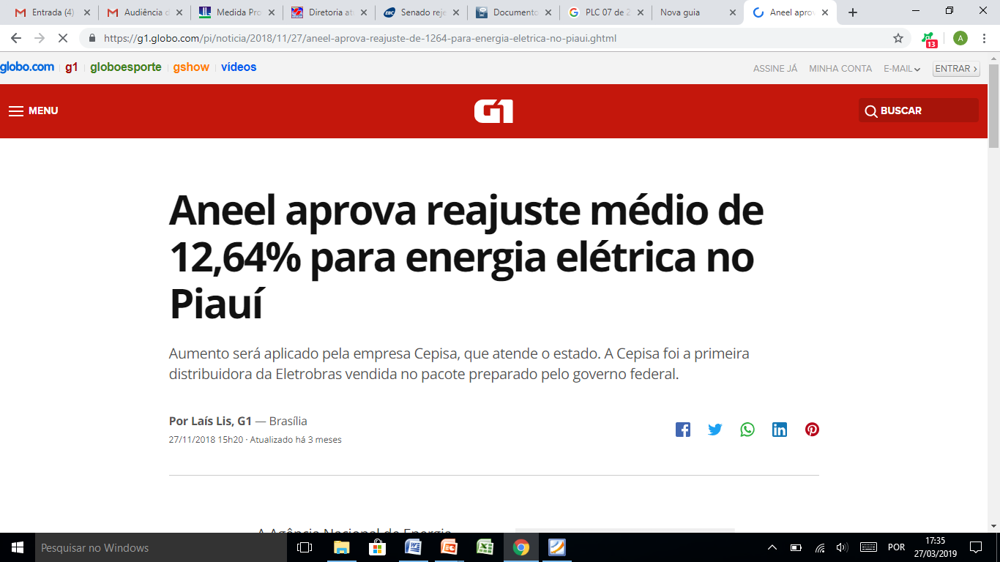 Entrada (4)
Audiência d
Medida Pro
Diretoria at
Senado reje
Documento
PLC 07 de 2
Nova guia
Aneel aprov
https://g1.globo.com/pi/noticia/2018/11/27/aneel-aprova-reajuste-de-1264-para-energia-eletrica-no-piaui.ghtml
13
A
globo.com g1 globoesporte gshow vídeos
ASSINE JÁ MINHA CONTA E-MAIL ENTRAR
MENU
G1
BUSCAR
Aneel aprova reajuste médio de
12,64% para energia elétrica no
Piauí
Aumento será aplicado pela empresa Cepisa, que atende o estado. A Cepisa foi a primeira
distribuidora da Eletrobras vendida no pacote preparado pelo governo federal.
Por Laís Lis, G1 — Brasília
27/11/2018 15h20 · Atualizado há 3 meses
A Agência Nacional de Energia
Pesquisar no Windows
POR
17:35
27/03/2019